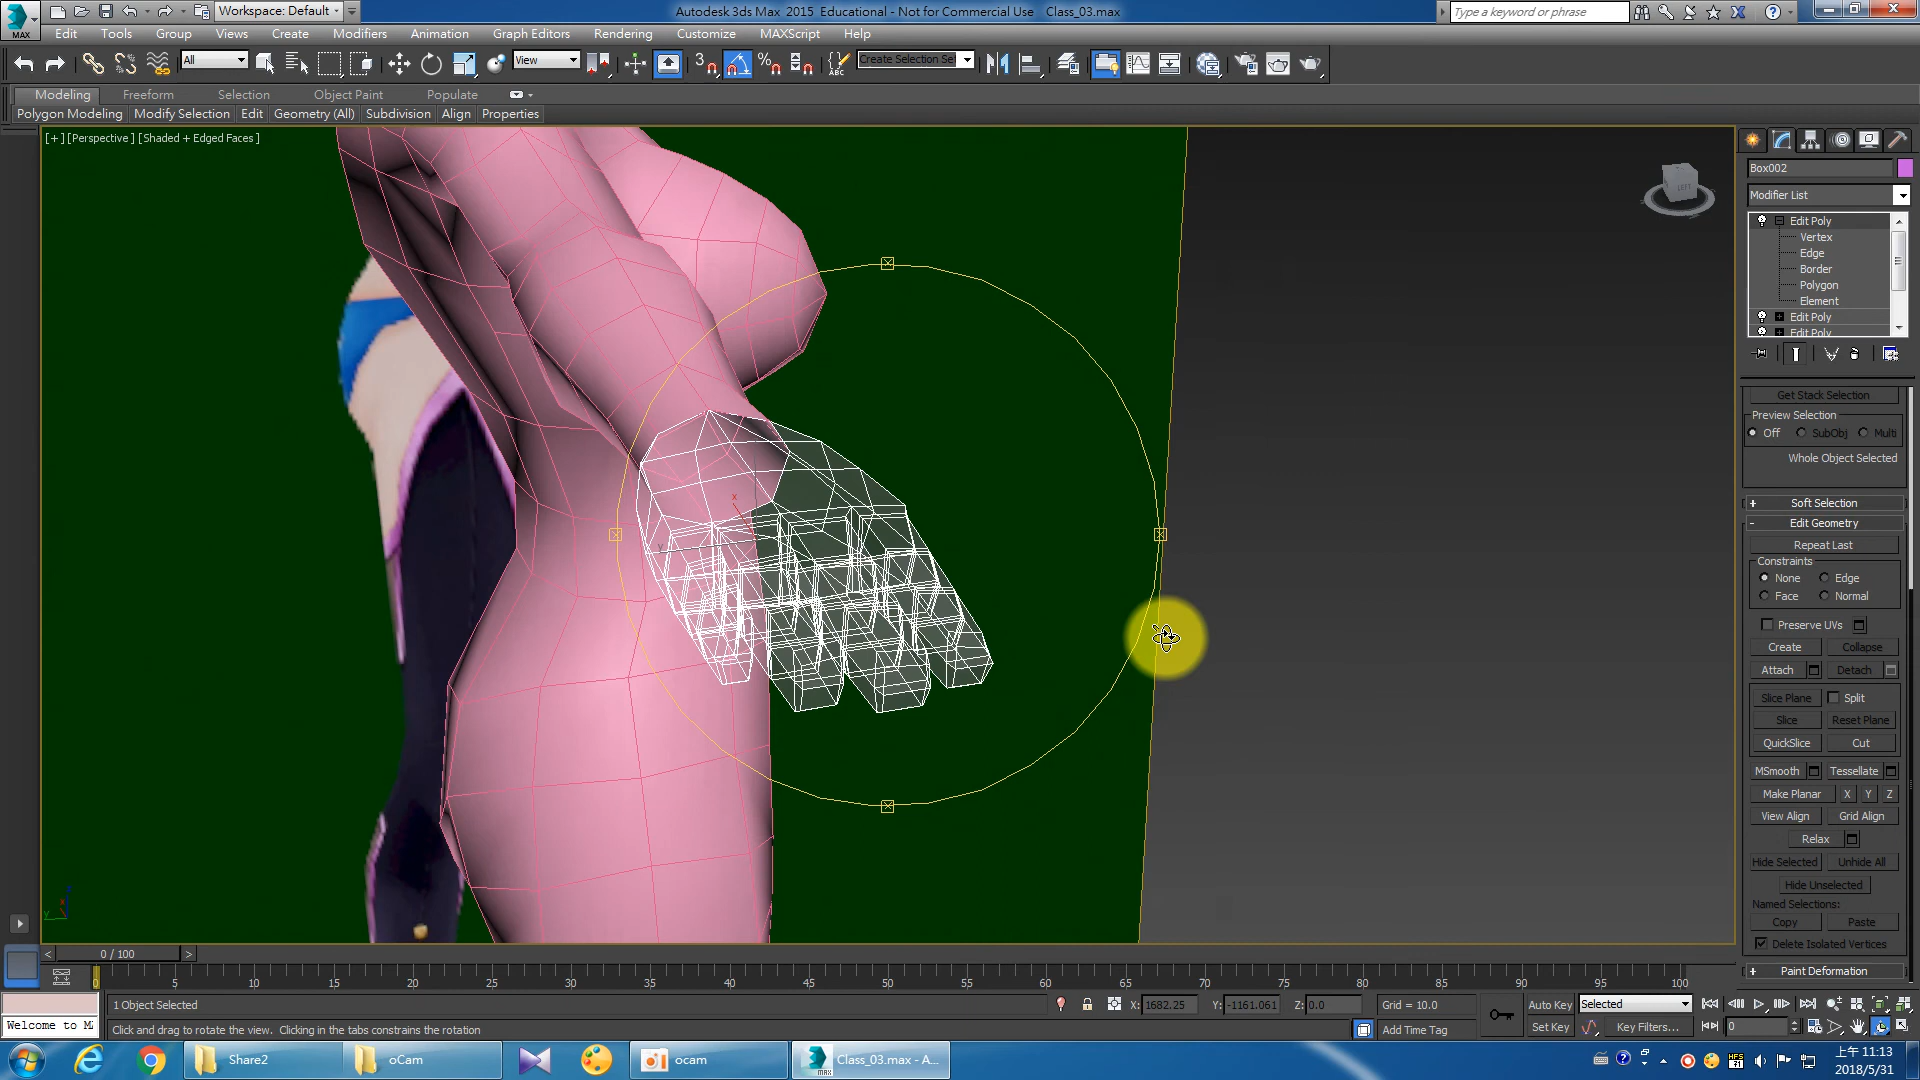 Workspace: Default
Autodesk 3ds Max 2015 Educational - Not for Commercial Use Class_03.max
Type a keyword or phrase
MAX
Edit Tools Group Views Create Modifiers Animation Graph Editors Rendering Customize MAXScript Help
All View Create Selection Se
Modeling Freeform Selection Object Paint Populate
Polygon Modeling Modify Selection Edit Geometry (All) Subdivision Align Properties
[+] [Perspective] [Shaded + Edged Faces]
LEFT
Box002
Modifier List
Edit Poly
Vertex
Edge
Border
Polygon
Element
Edit Poly
Edit Poly
Get Stack Selection
Preview Selection
Off SubObj Multi
Whole Object Selected
+ Soft Selection
- Edit Geometry
Repeat Last
Constraints
None Edge
Face Normal
Preserve UVs
Create Collapse
Attach Detach
Slice Plane Split
Slice Reset Plane
QuickSlice Cut
MSmooth Tessellate
Make Planar X Y Z
View Align Grid Align
Relax
Hide Selected Unhide All
Hide Unselected
Named Selections:
Copy Paste
Delete Isolated Vertices
+ Paint Deformation
x
y
< 0 / 100 >
0 5 10 15 20 25 30 35 40 45 50 55 60 65 70 75 80 85 90 95 100
1 Object Selected X: 1682.25 Y: -1161.061 Z: 0.0 Grid = 10.0 Auto Key Selected
Welcome to M Click and drag to rotate the view. Clicking in the tabs constrains the rotation Add Time Tag Set Key Key Filters... 0
Share2 oCam ocam Class_03.max - A...
上午 11:13
2018/5/31